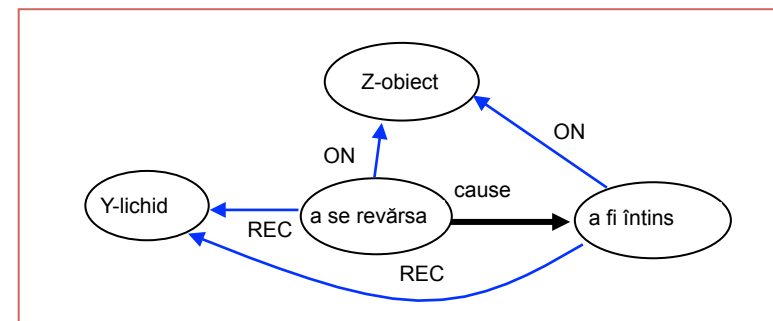 Z-obiect
ON
ON
cause
Y-lichid
a se revărsa
a fi întins
REC
REC